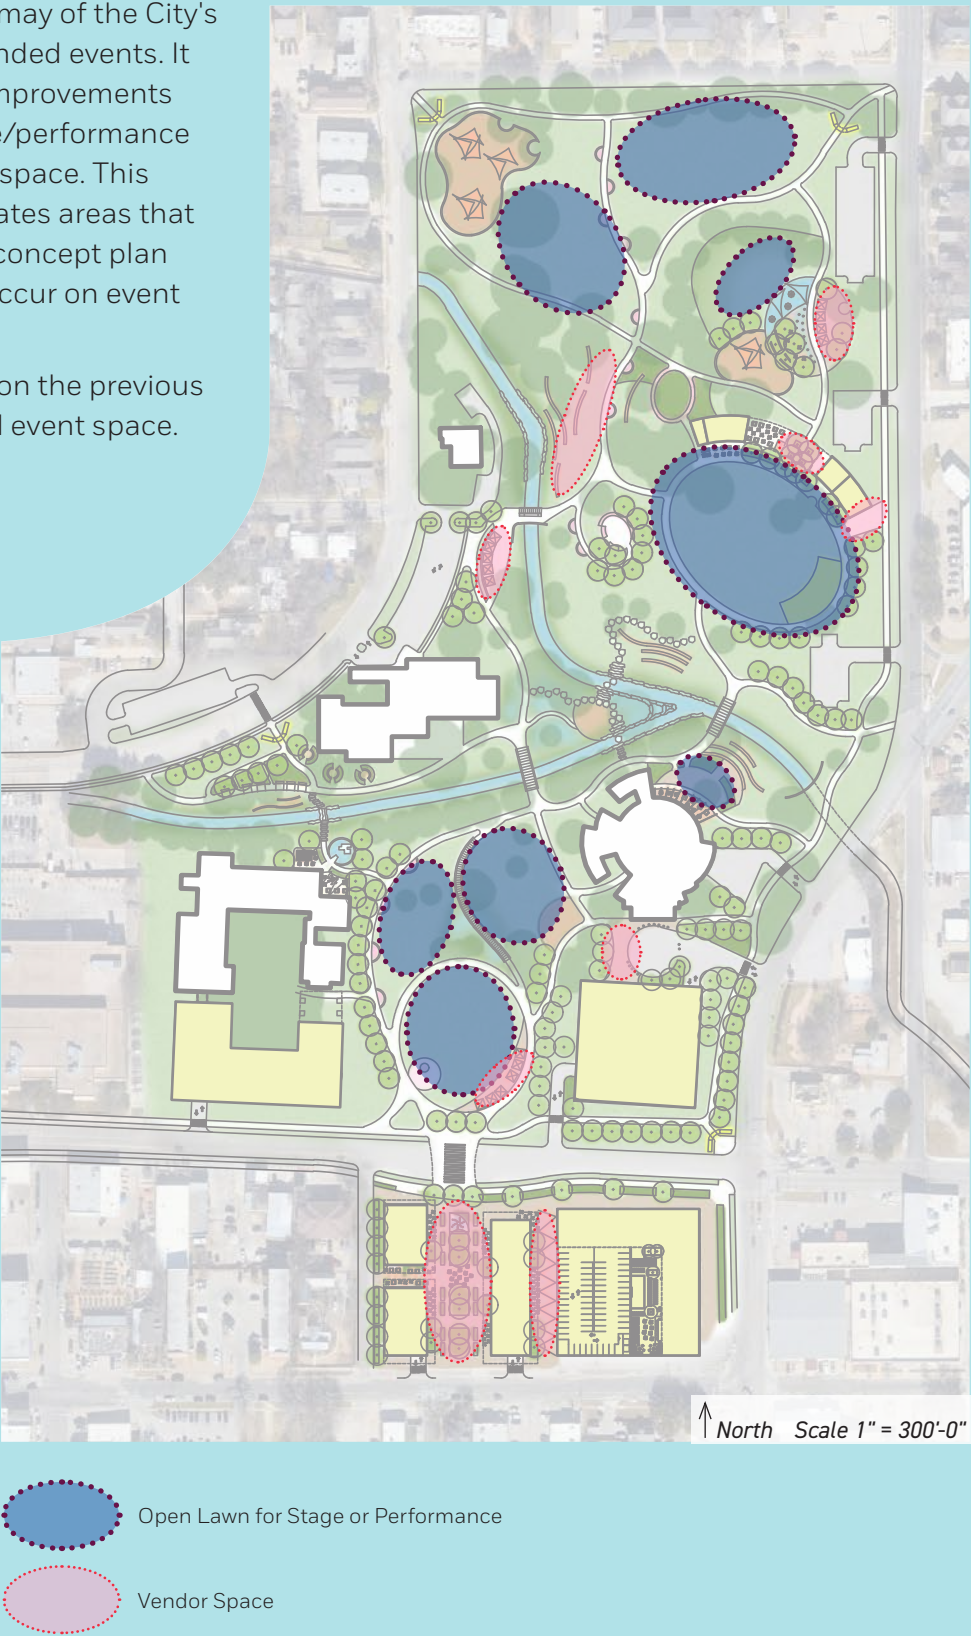 may of the City's
nded events. It
mprovements
e/performance
space. This
ates areas that
concept plan
ccur on event
on the previous
l event space.
North Scale 1" = 300'-0"
Open Lawn for Stage or Performance
Vendor Space